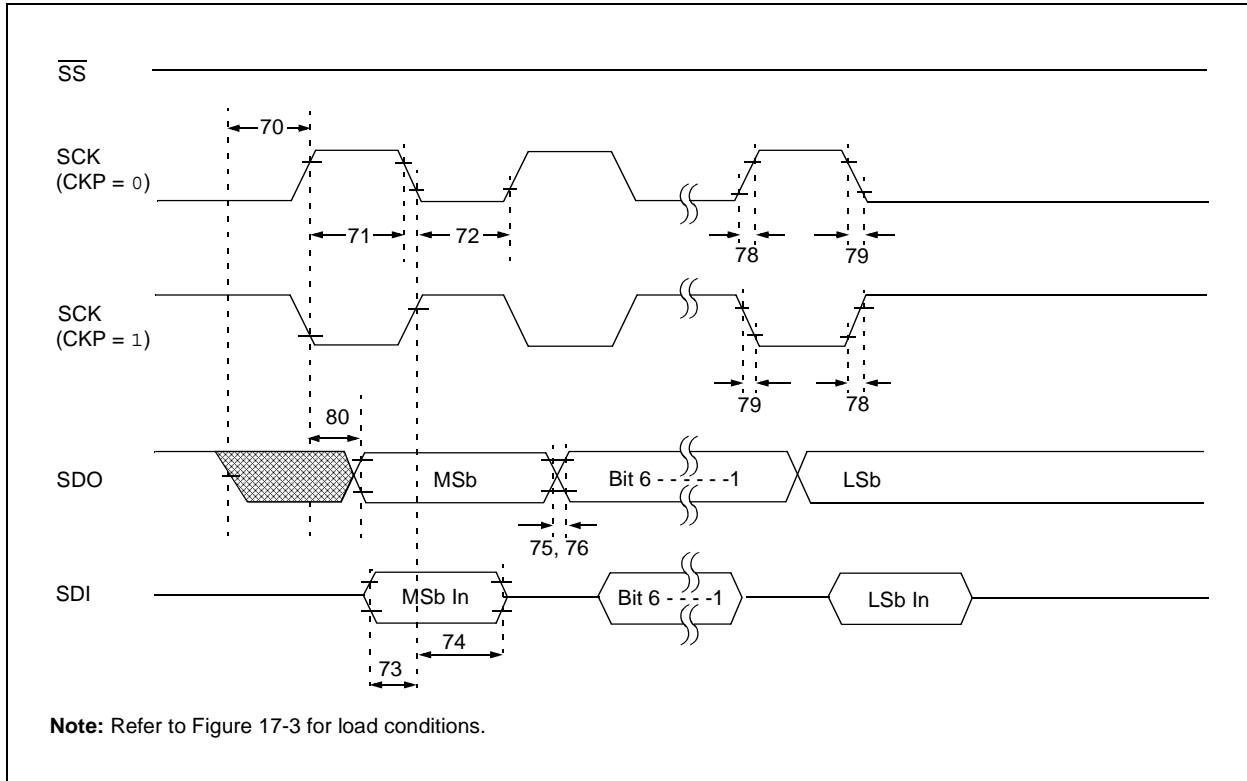 SS
70
SCK
(CKP = 0)
71
72
78
79
SCK
(CKP = 1)
79
78
80
SDO
MSb
Bit 6 - - - - - - -1
LSb
75, 76
SDI
MSb In
Bit 6 - - - - -1
LSb In
74
73
Note: Refer to Figure 17-3 for load conditions.